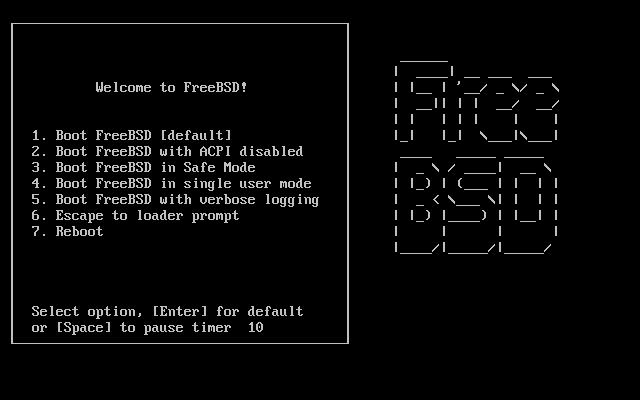 Welcome to FreeBSD!
1. Boot FreeBSD [default]
2. Boot FreeBSD with ACPI disabled
3. Boot FreeBSD in Safe Mode
4. Boot FreeBSD in single user mode
5. Boot FreeBSD with verbose logging
6. Escape to loader prompt
7. Reboot
Select option, [Enter] for default
or [Space] to pause timer  10
Free
BSD